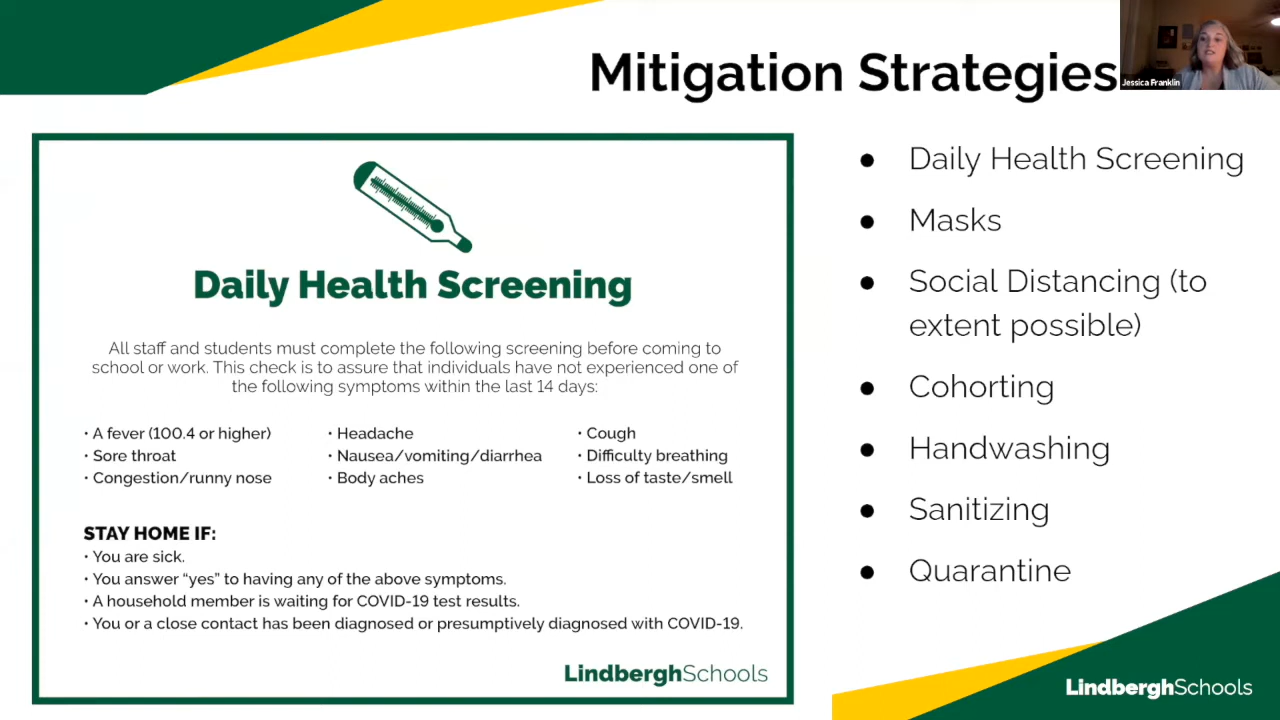 Mitigation Strategies
Jessica Franklin
Daily Health Screening
All staff and students must complete the following screening before coming to
school or work. This check is to assure that individuals have not experienced one of
the following symptoms within the last 14 days:
• A fever (100.4 or higher)
• Sore throat
• Congestion/runny nose
• Headache
• Nausea/vomiting/diarrhea
• Body aches
• Cough
• Difficulty breathing
• Loss of taste/smell
STAY HOME IF:
• You are sick.
• You answer “yes” to having any of the above symptoms.
• A household member is waiting for COVID-19 test results.
• You or a close contact has been diagnosed or presumptively diagnosed with COVID-19.
LindberghSchools
● Daily Health Screening
● Masks
● Social Distancing (to
extent possible)
● Cohorting
● Handwashing
● Sanitizing
● Quarantine
LindberghSchools